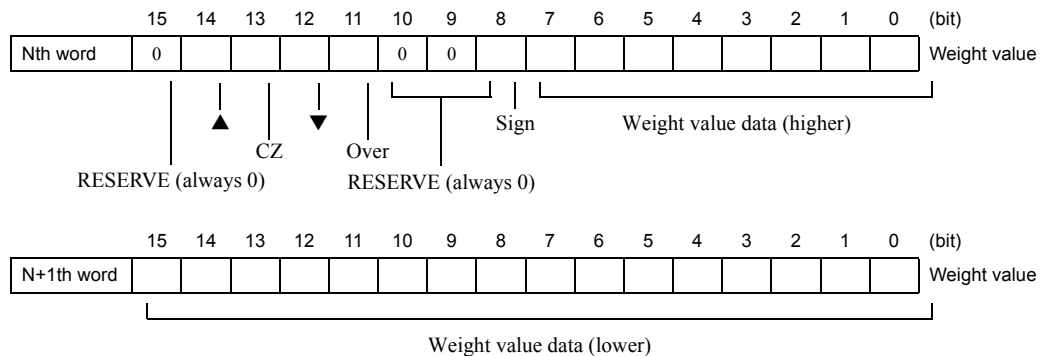 15 14 13 12 11 10 9 8 7 6 5 4 3 2 1 0 (bit)
Nth word 0 0 0 Weight value
▲ ▼ Sign Weight value data (higher)
CZ Over
RESERVE (always 0) RESERVE (always 0)
15 14 13 12 11 10 9 8 7 6 5 4 3 2 1 0 (bit)
N+1th word Weight value
Weight value data (lower)